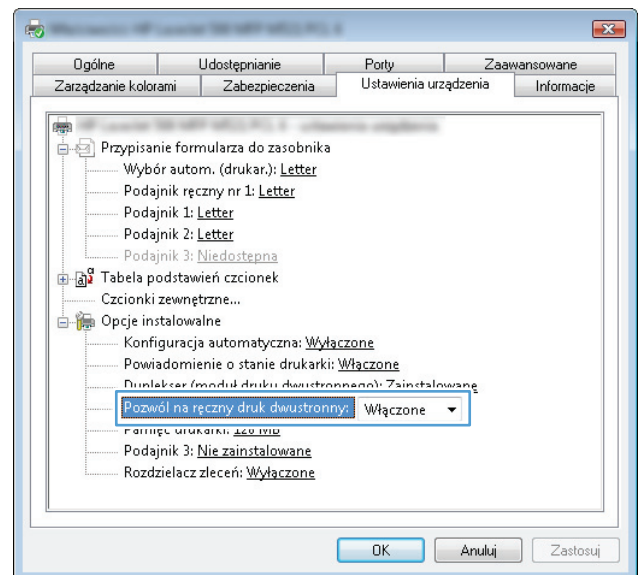 Ogólne Udostępnianie Porty Zaawansowane
Zarządzanie kolorami Zabezpieczenia Ustawienia urządzenia Informacje
Przypisanie formularza do zasobnika
Wybór autom. (drukar.): Letter
Podajnik ręczny nr 1: Letter
Podajnik 1: Letter
Podajnik 2: Letter
Podajnik 3: Niedostępna
Tabela podstawień czcionek
Czcionki zewnętrzne...
Opcje instalowalne
Konfiguracja automatyczna: Wyłączone
Powiadomienie o stanie drukarki: Włączone
Duplekser (moduł druku dwustronnego): Zainstalowane
Pozwól na ręczny druk dwustronny: Włączone
Pamięć drukarki: 128 MB
Podajnik 3: Nie zainstalowane
Rozdzielacz zleceń: Wyłączone
OK Anuluj Zastosuj